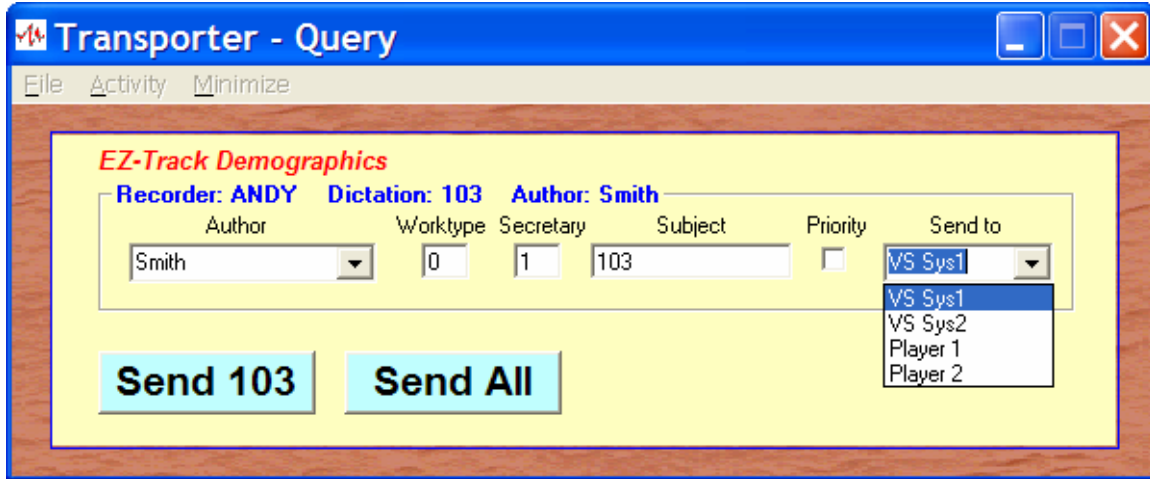 Transporter - Query
File Activity Minimize
EZ-Track Demographics
Recorder: ANDY Dictation: 103 Author: Smith
Author Worktype Secretary Subject Priority Send to
Smith 0 1 103 VS Sys1
VS Sys1
VS Sys2
Player 1
Player 2
Send 103 Send All